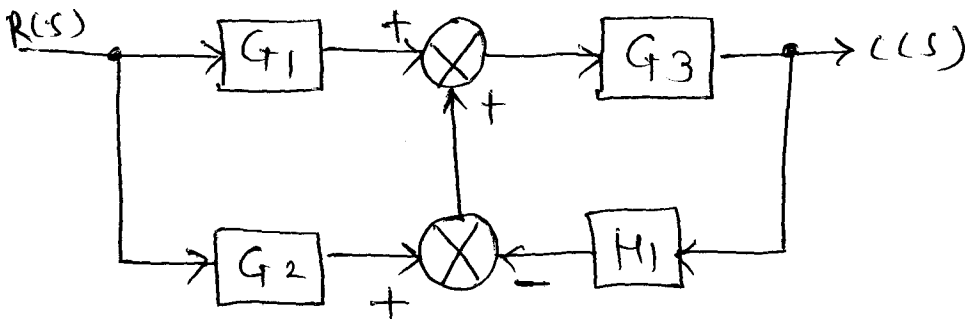 R(S)
G1
+
+
G3
C(S)
G2
+
-
H1